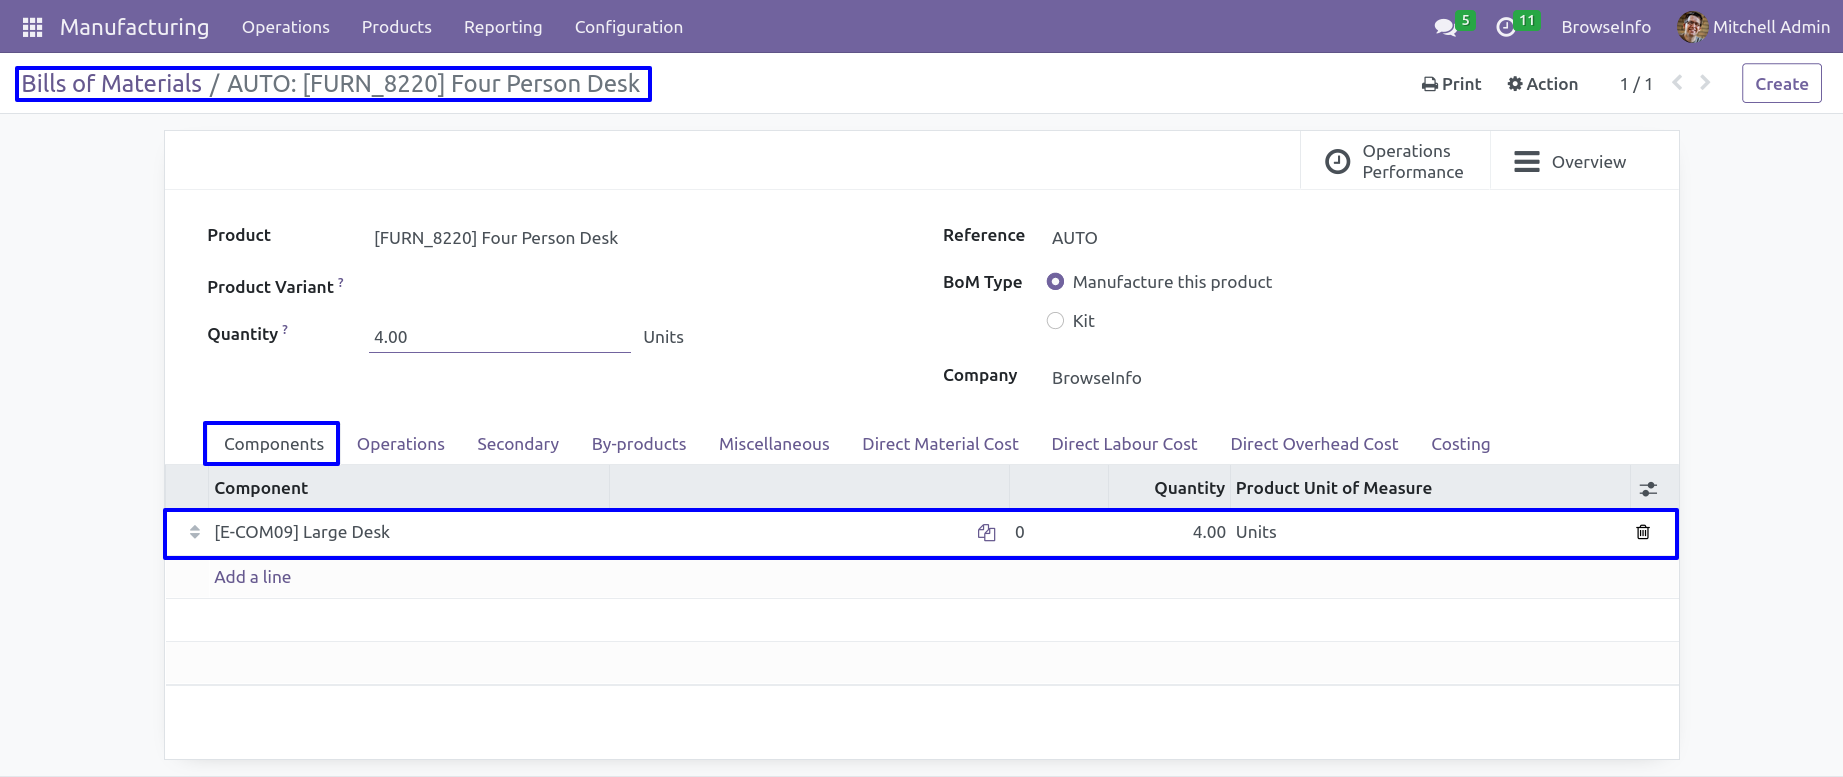 Manufacturing Operations Products Reporting Configuration 5 11 BrowseInfo Mitchell Admin
Bills of Materials / AUTO: [FURN_8220] Four Person Desk Print Action 1 / 1 Create
Operations Performance Overview
Product [FURN_8220] Four Person Desk Reference AUTO
Product Variant ? BoM Type Manufacture this product
Kit
Quantity ? 4.00 Units
Company BrowseInfo
Components Operations Secondary By-products Miscellaneous Direct Material Cost Direct Labour Cost Direct Overhead Cost Costing
Component Quantity Product Unit of Measure
[E-COM09] Large Desk 0 4.00 Units
Add a line